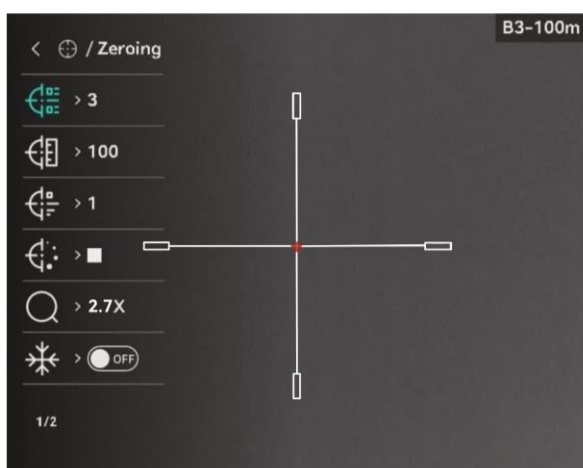 B3-100m
< / Zeroing
> 3
> 100
> 1
>
> 2.7X
> OFF
1/2